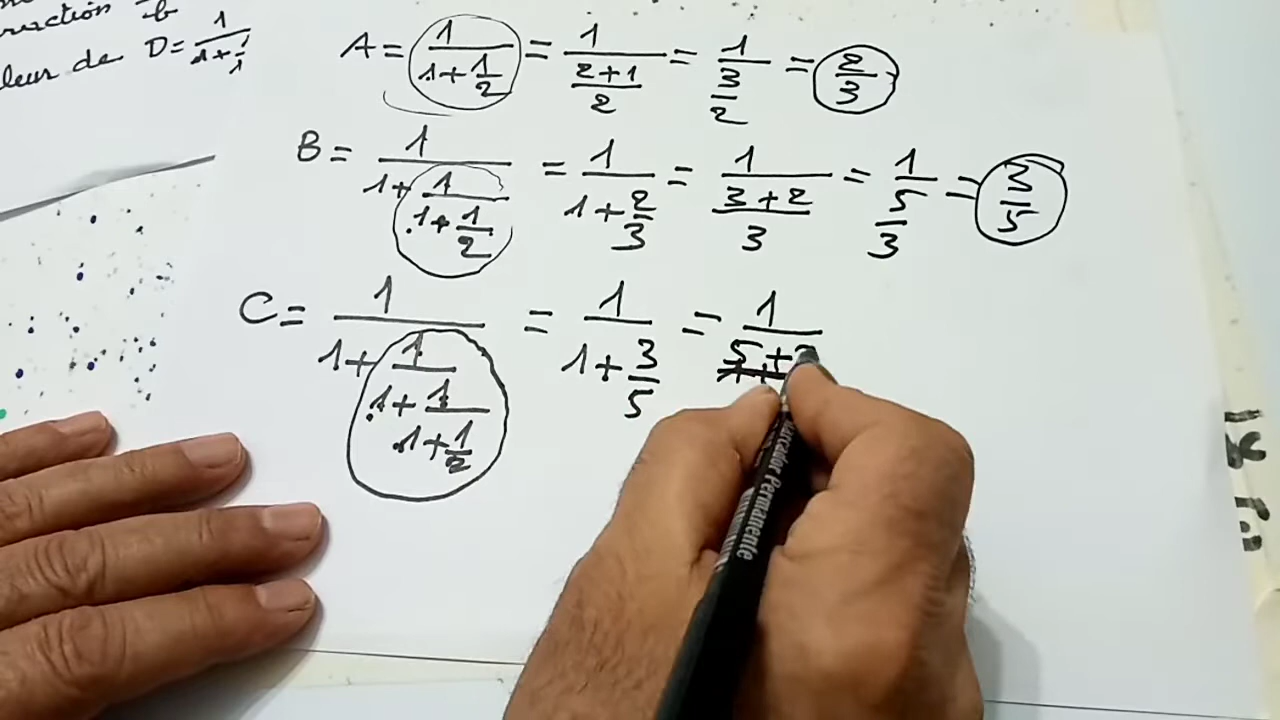 raction b
leur de D = 1/(1+1/1
A = 1/(1+1/2) = 1/((2+1)/2) = 1/(3/2) = 2/3
B = 1/(1+1/(1+1/2)) = 1/(1+2/3) = 1/((3+2)/3) = 1/(5/3) = 3/5
C = 1/(1+1/(1+1/(1+1/2))) = 1/(1+3/5) = 1/(5+
Marcador Permanente